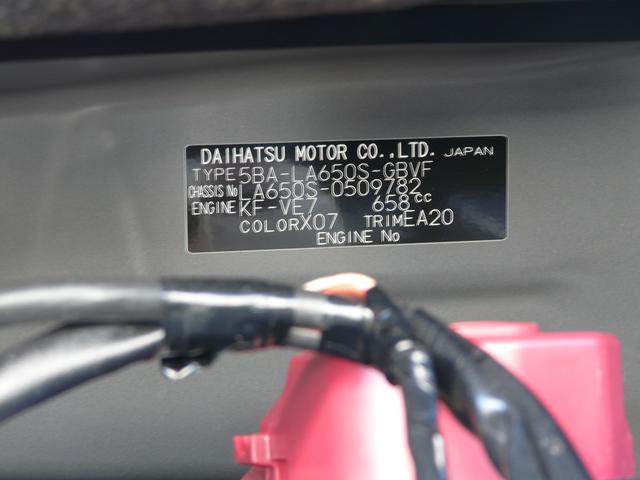 DAIHATSU MOTOR CO.,LTD. JAPAN
TYPE 5BA-LA650S-GBVF
CHASSIS No LA650S-0509782
ENGINE KF-VE7 658cc
COLOR X07 TRIM EA20
ENGINE No